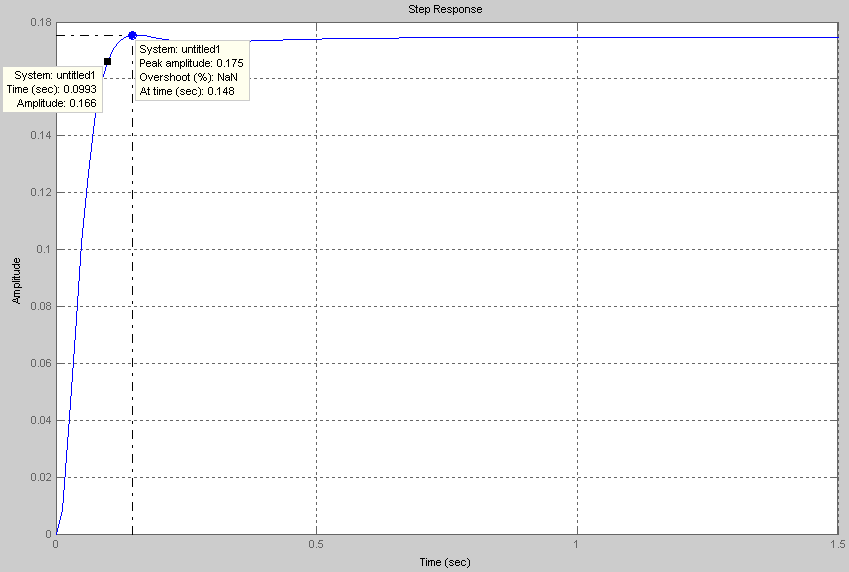 Step Response
0.18
0.14
0.12
0.1
0.08
0.06
0.04
0.02
0
Amplitude
System: untitled1
Time (sec): 0.0993
Amplitude: 0.166
System: untitled1
Peak amplitude: 0.175
Overshoot (%): NaN
At time (sec): 0.148
0
0.5
1
1.5
Time (sec)